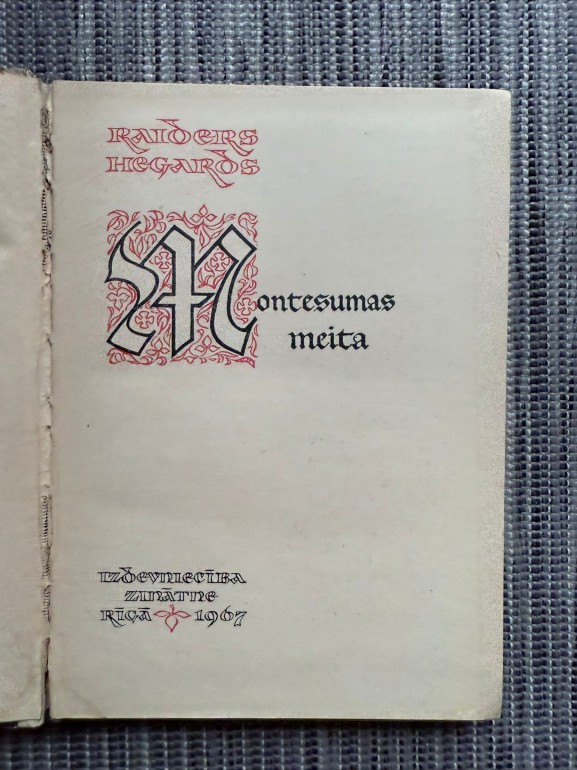 RAIDERS
HEGARDS
Montesumas
meita
IZDEVNIECĪBA
ZINĀTNE
RĪGĀ 1967